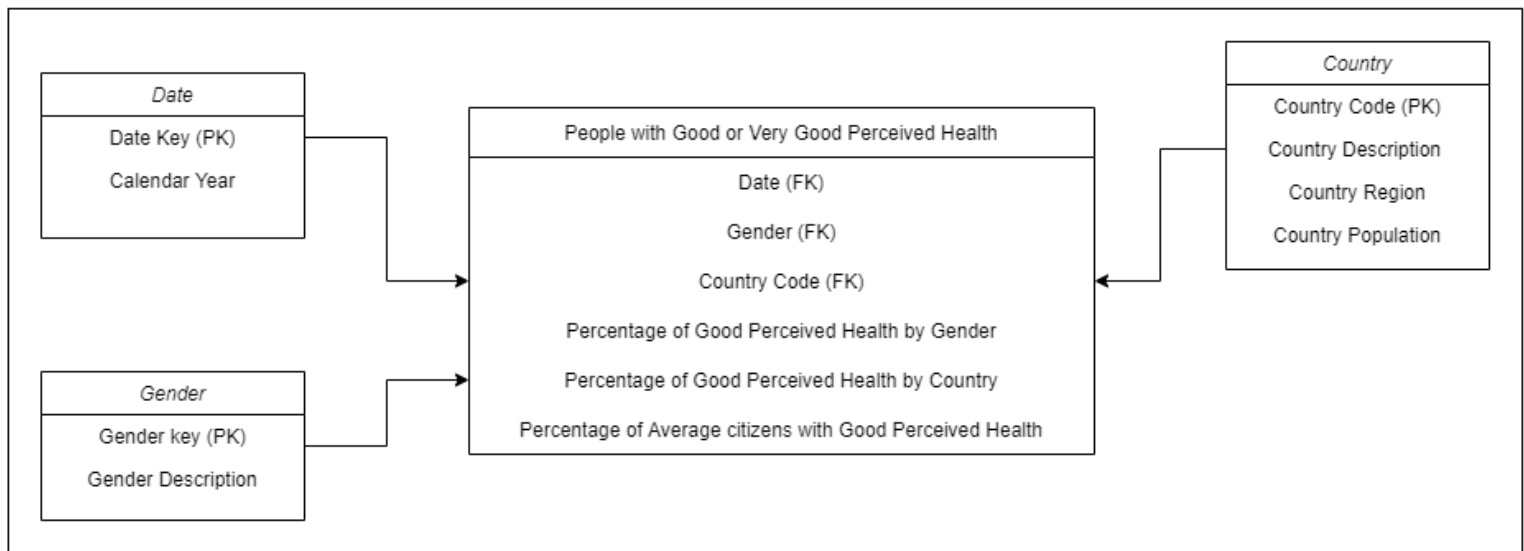 Date
Date Key (PK)
Calendar Year
Gender
Gender key (PK)
Gender Description
People with Good or Very Good Perceived Health
Date (FK)
Gender (FK)
Country Code (FK)
Percentage of Good Perceived Health by Gender
Percentage of Good Perceived Health by Country
Percentage of Average citizens with Good Perceived Health
Country
Country Code (PK)
Country Description
Country Region
Country Population